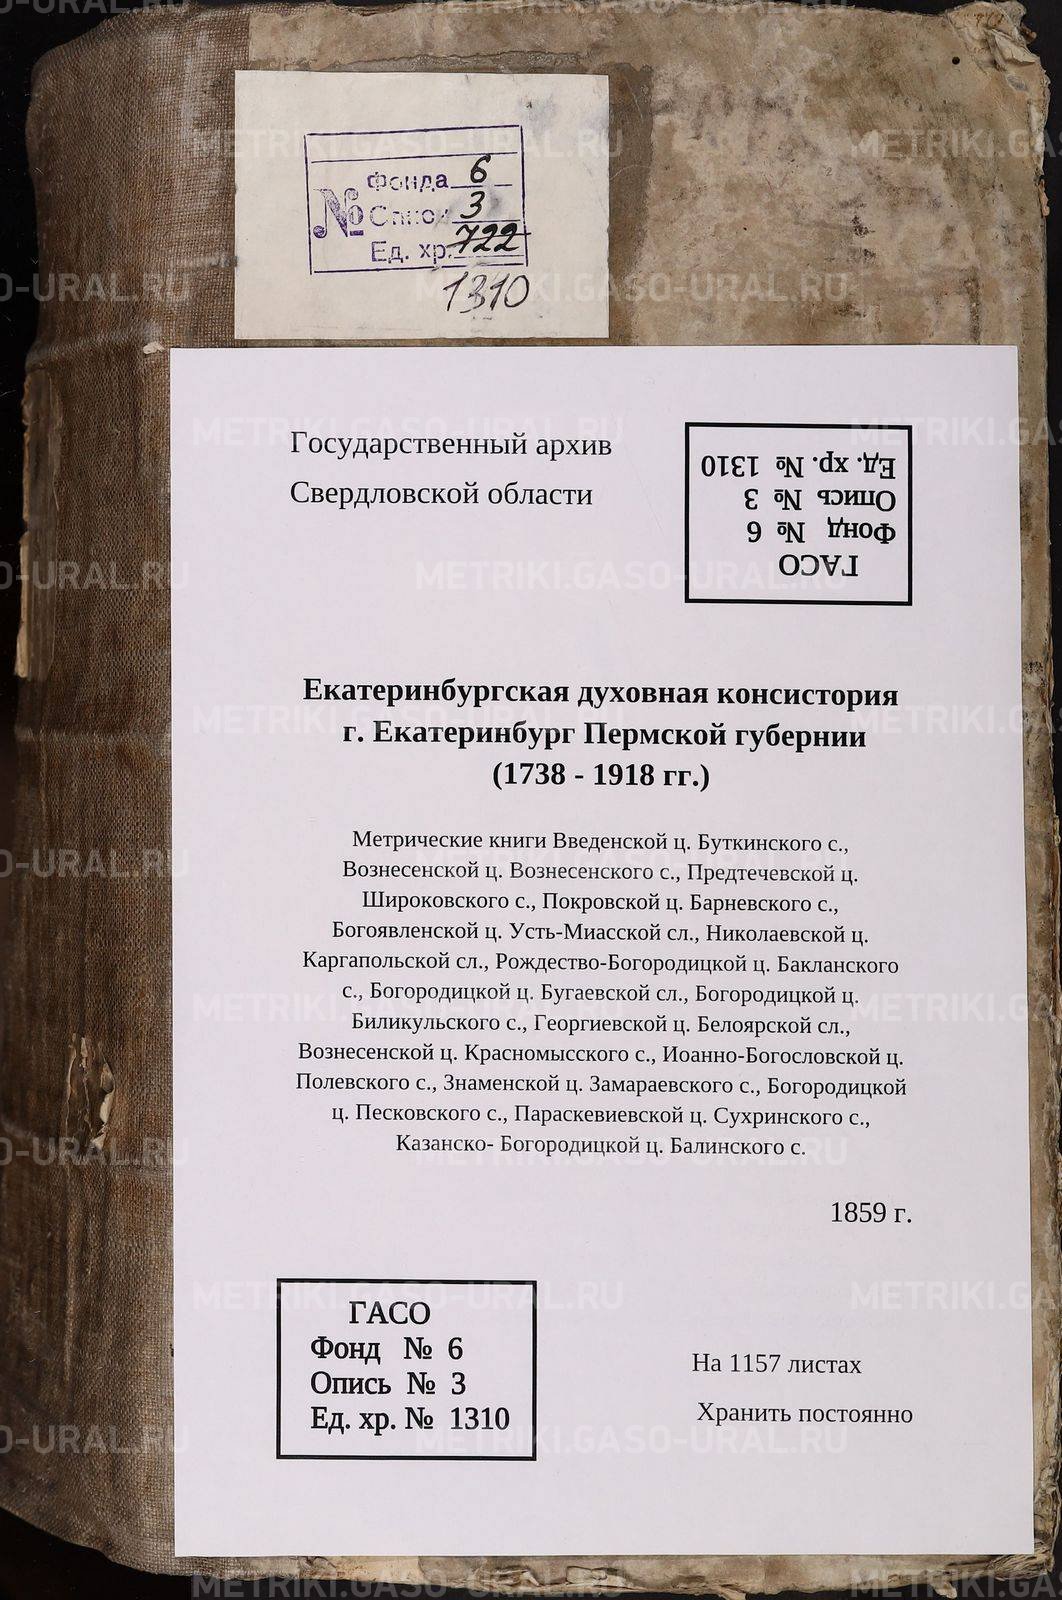 №
Фонда 6
Описи 3
Ед. хр. 722
1310
Государственный архив
Свердловской области
ГАСО
Фонд № 6
Опись № 3
Ед. хр. № 1310
Екатеринбургская духовная консистория
г. Екатеринбург Пермской губернии
(1738 - 1918 гг.)
Метрические книги Введенской ц. Буткинского с.,
Вознесенской ц. Вознесенского с., Предтечевской ц.
Широковского с., Покровской ц. Барневского с.,
Богоявленской ц. Усть-Миасской сл., Николаевской ц.
Каргапольской сл., Рождество-Богородицкой ц. Бакланского
с., Богородицкой ц. Бугаевской сл., Богородицкой ц.
Биликульского с., Георгиевской ц. Белоярской сл.,
Вознесенской ц. Красномысского с., Иоанно-Богословской ц.
Полевского с., Знаменской ц. Замараевского с., Богородицкой
ц. Песковского с., Параскевиевской ц. Сухринского с.,
Казанско- Богородицкой ц. Балинского с.
1859 г.
ГАСО
Фонд № 6
Опись № 3
Ед. хр. № 1310
На 1157 листах
Хранить постоянно
METRIKI.GASO-URAL.RU